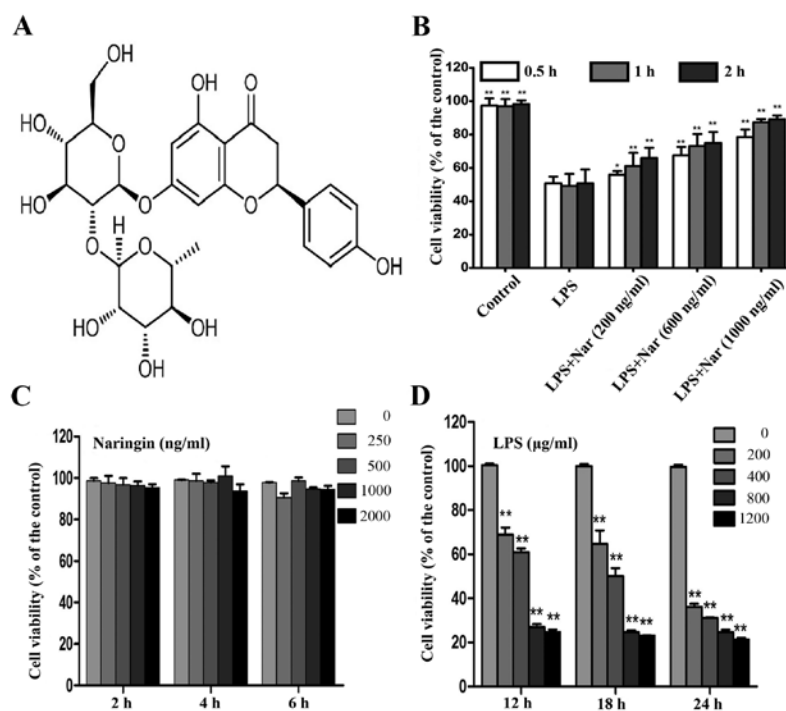 A
OH
HO
O
OH
O
HO
HO
O
O
O
H
O
OH
HO
OH
OH
B
0.5 h
1 h
2 h
Cell viability (% of the control)
120
100
80
60
40
20
0
** ** **
* ** **
** ** **
** ** **
Control
LPS
LPS+Nar (200 ng/ml)
LPS+Nar (600 ng/ml)
LPS+Nar (1000 ng/ml)
C
Naringin (ng/ml)
0
250
500
1000
2000
Cell viability (% of the control)
120
100
80
60
40
20
0
2 h
4 h
6 h
D
LPS (μg/ml)
0
200
400
800
1200
Cell viability (% of the control)
120
100
80
60
40
20
0
** ** ** **
** ** ** **
** ** ** **
12 h
18 h
24 h